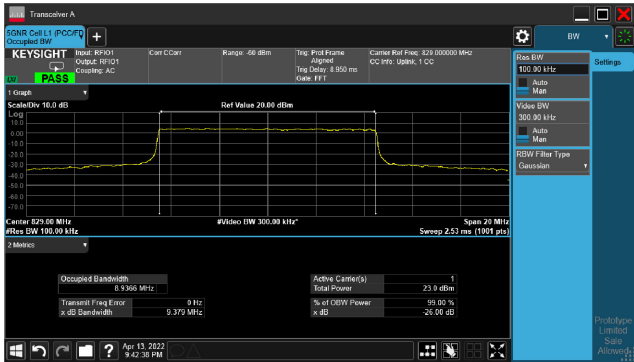 Transceiver A
5GNR Cell L1 (PCC/FD
Occupied BW
+
BW
KEYSIGHT
LIV
PASS
Input: RFIO1
Output: RFIO1
Coupling: AC
Corr CCorr
Range: -60 dBm
Trig: Prot Frame
Aligned
Trig Delay: 8.950 ms
Gate: FFT
Carrier Ref Freq: 829.000000 MHz
CC Info: Uplink, 1 CC
1 Graph
Scale/Div 10.0 dB
Ref Value 20.00 dBm
Log
10.0
0.00
-10.0
-20.0
-30.0
-40.0
-50.0
-60.0
-70.0
Center 829.00 MHz
#Video BW 300.00 kHz*
Span 20 MHz
#Res BW 100.00 kHz
Sweep 2.53 ms (1001 pts)
2 Metrics
Occupied Bandwidth
8.9366 MHz
Active Carrier(s) 1
Total Power 23.0 dBm
Transmit Freq Error 0 Hz
x dB Bandwidth 9.379 MHz
% of OBW Power 99.00 %
x dB -26.00 dB
Res BW
100.00 kHz
Auto
Man
Video BW
300.00 kHz
Auto
Man
RBW Filter Type
Gaussian
Settings
Prototype
Limited
Sale
Allowed
?
Apr 13, 2022
9:42:38 PM